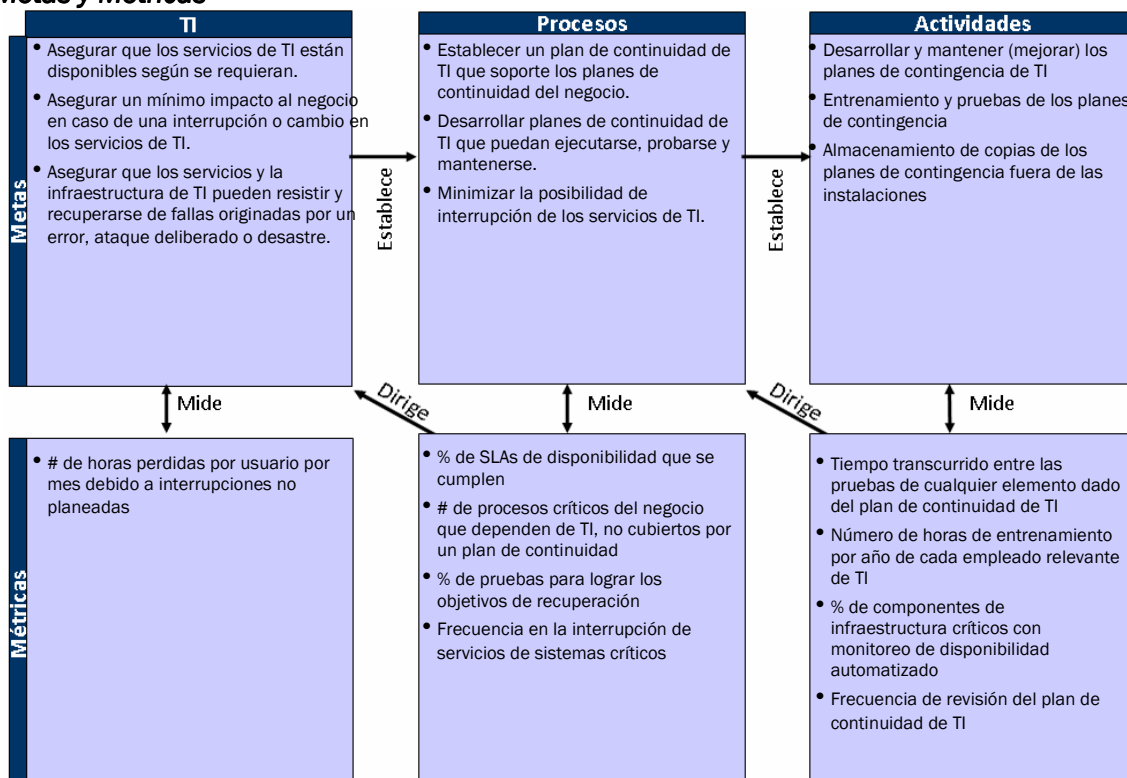 Metas y Métricas
TI
Procesos
Actividades
Metas
• Asegurar que los servicios de TI están
disponibles según se requieran.
• Asegurar un mínimo impacto al negocio
en caso de una interrupción o cambio en
los servicios de TI.
• Asegurar que los servicios y la
infraestructura de TI pueden resistir y
recuperarse de fallas originadas por un
error, ataque deliberado o desastre.
Establece
• Establecer un plan de continuidad de
TI que soporte los planes de
continuidad del negocio.
• Desarrollar planes de continuidad de
TI que puedan ejecutarse, probarse y
mantenerse.
• Minimizar la posibilidad de
interrupción de los servicios de TI.
Establece
• Desarrollar y mantener (mejorar) los
planes de contingencia de TI
• Entrenamiento y pruebas de los planes
de contingencia
• Almacenamiento de copias de los
planes de contingencia fuera de las
instalaciones
Mide
Dirige
Mide
Dirige
Mide
Métricas
• # de horas perdidas por usuario por
mes debido a interrupciones no
planeadas
• % de SLAs de disponibilidad que se
cumplen
• # de procesos críticos del negocio
que dependen de TI, no cubiertos por
un plan de continuidad
• % de pruebas para lograr los
objetivos de recuperación
• Frecuencia en la interrupción de
servicios de sistemas críticos
• Tiempo transcurrido entre las
pruebas de cualquier elemento dado
del plan de continuidad de TI
• Número de horas de entrenamiento
por año de cada empleado relevante
de TI
• % de componentes de
infraestructura críticos con
monitoreo de disponibilidad
automatizado
• Frecuencia de revisión del plan de
continuidad de TI